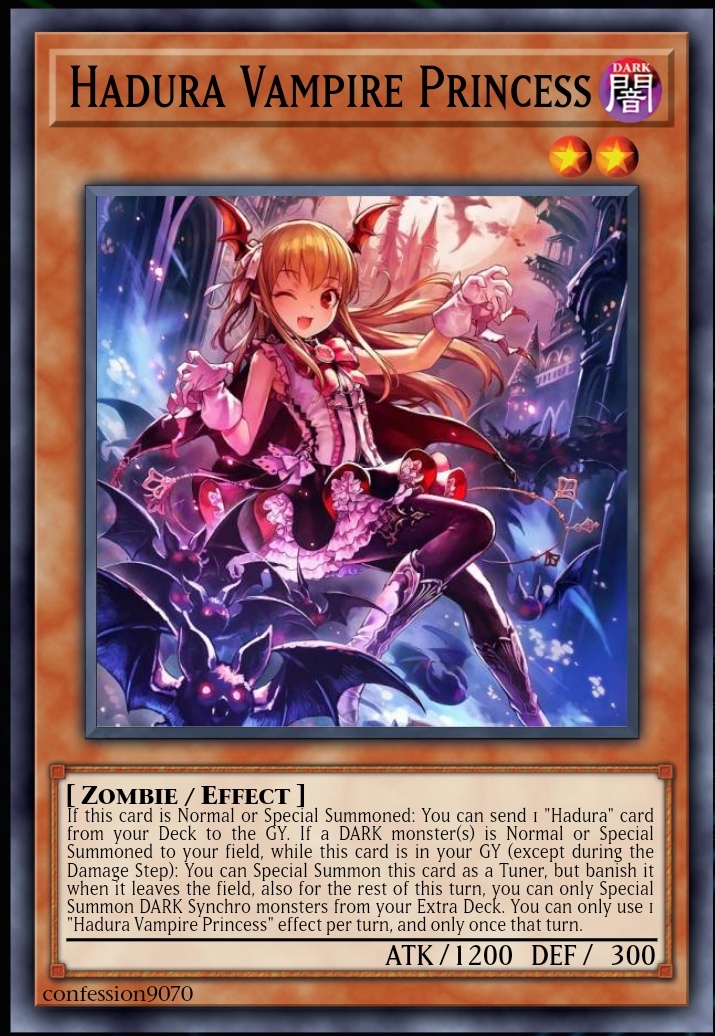 HADURA VAMPIRE PRINCESS
DARK
闇
[ ZOMBIE / EFFECT ]
If this card is Normal or Special Summoned: You can send 1 "Hadura" card
from your Deck to the GY. If a DARK monster(s) is Normal or Special
Summoned to your field, while this card is in your GY (except during the
Damage Step): You can Special Summon this card as a Tuner, but banish it
when it leaves the field, also for the rest of this turn, you can only Special
Summon DARK Synchro monsters from your Extra Deck. You can only use 1
"Hadura Vampire Princess" effect per turn, and only once that turn.
ATK / 1200 DEF / 300
confession9070